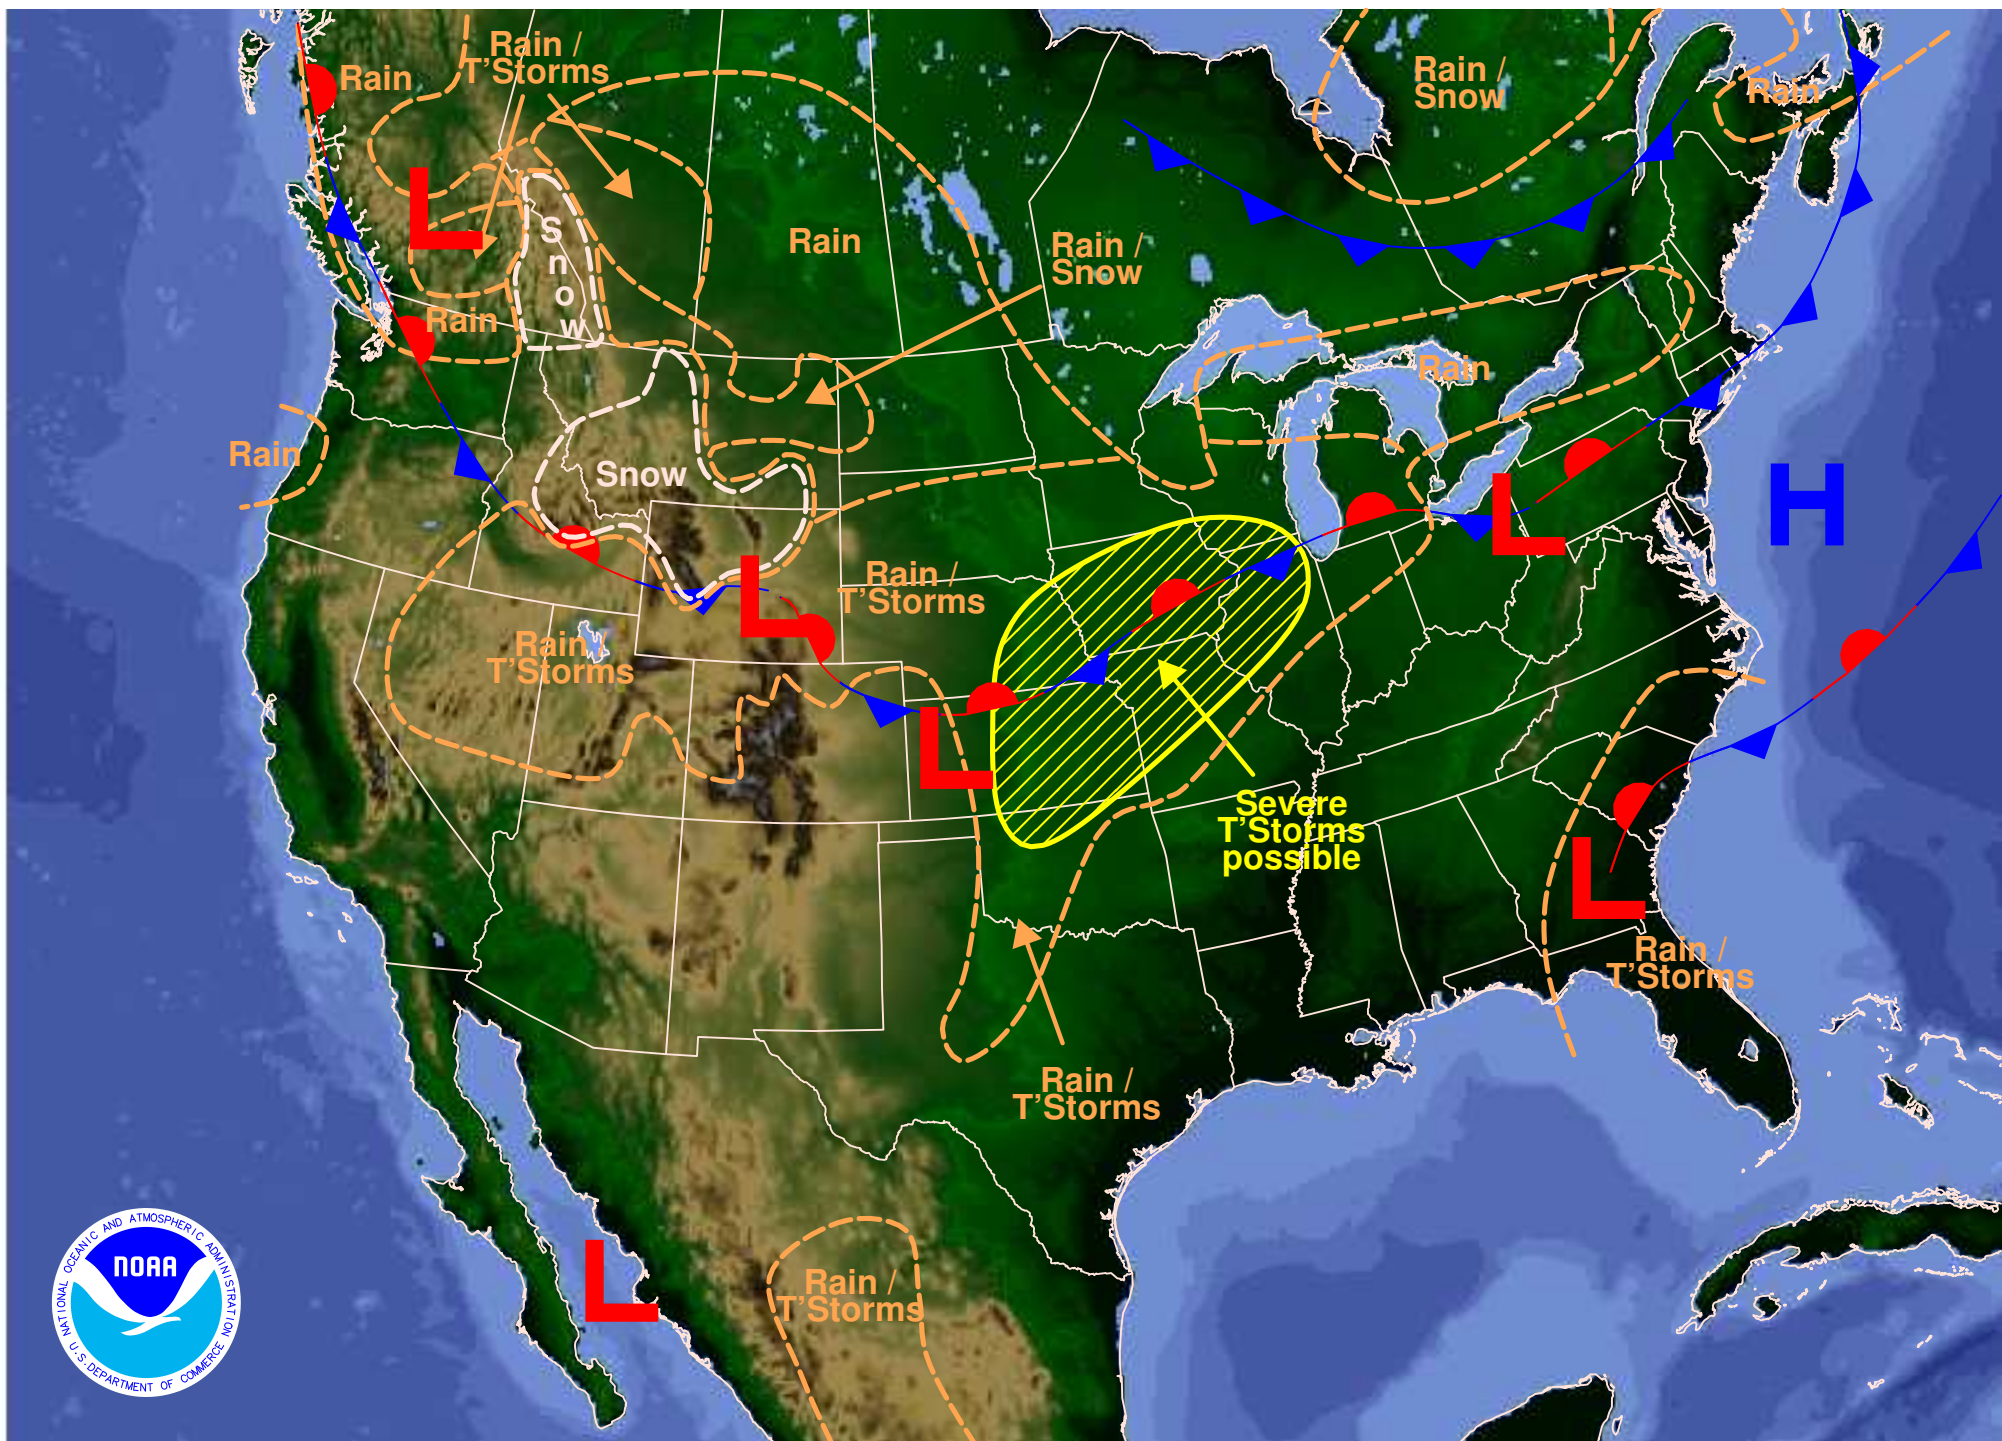 Rain /
T'Storms
Rain
Rain /
Snow
Rain
S
n
o
w
Rain
Rain /
Snow
Rain
Rain
Rain
Snow
H
L
L
L
Rain /
T'Storms
Rain /
T'Storms
L
Severe
T'Storms
possible
L
Rain /
T'Storms
Rain /
T'Storms
L
Rain /
T'Storms
NATIONAL OCEANIC AND ATMOSPHERIC ADMINISTRATION
NOAA
U.S. DEPARTMENT OF COMMERCE